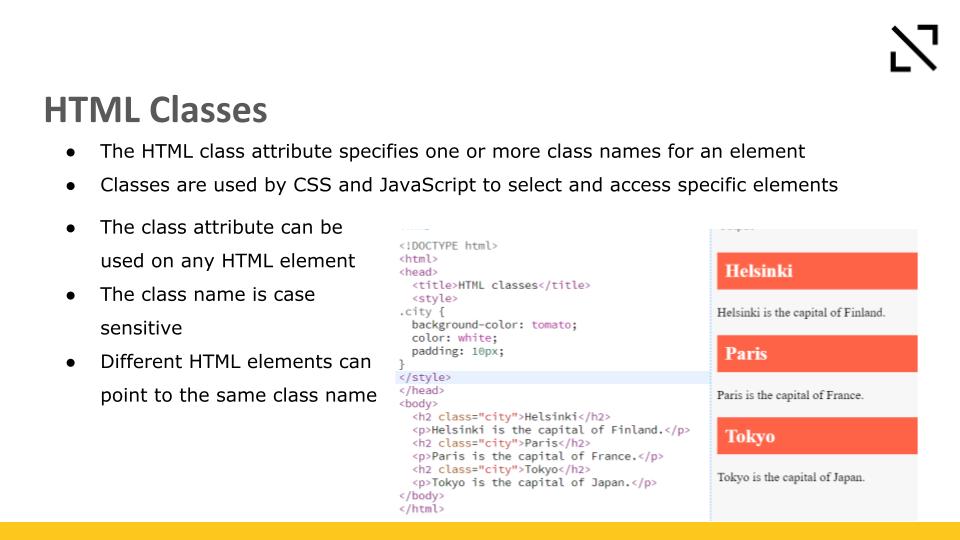 HTML Classes
● The HTML class attribute specifies one or more class names for an element
● Classes are used by CSS and JavaScript to select and access specific elements
● The class attribute can be
used on any HTML element
● The class name is case
sensitive
● Different HTML elements can
point to the same class name
<!DOCTYPE html>
<html>
<head>
  <title>HTML classes</title>
  <style>
.city {
  background-color: tomato;
  color: white;
  padding: 10px;
}
</style>
</head>
<body>
  <h2 class="city">Helsinki</h2>
  <p>Helsinki is the capital of Finland.</p>
  <h2 class="city">Paris</h2>
  <p>Paris is the capital of France.</p>
  <h2 class="city">Tokyo</h2>
  <p>Tokyo is the capital of Japan.</p>
</body>
</html>
Helsinki
Helsinki is the capital of Finland.
Paris
Paris is the capital of France.
Tokyo
Tokyo is the capital of Japan.